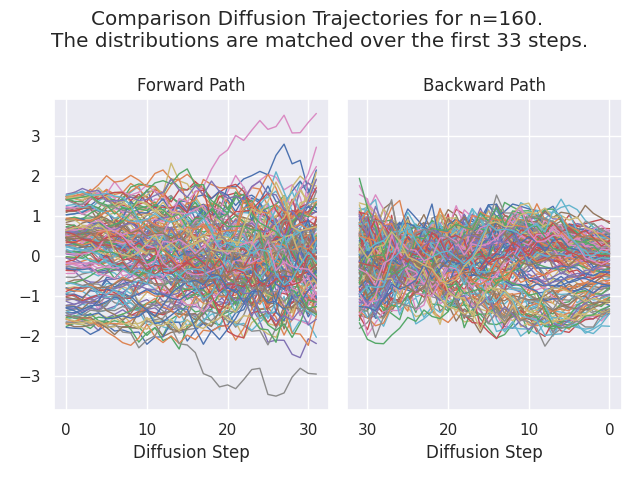 Comparison Diffusion Trajectories for n=160.
The distributions are matched over the first 33 steps.
Forward Path
Backward Path
3
2
1
0
−1
−2
−3
0 10 20 30
30 20 10 0
Diffusion Step
Diffusion Step